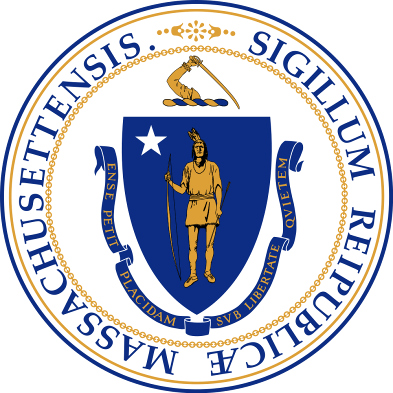 SIGILLUM REIPUBLICÆ MASSACHUSETTENSIS.
ENSE PETIT PLACIDAM SVB LIBERTATE QVIETEM